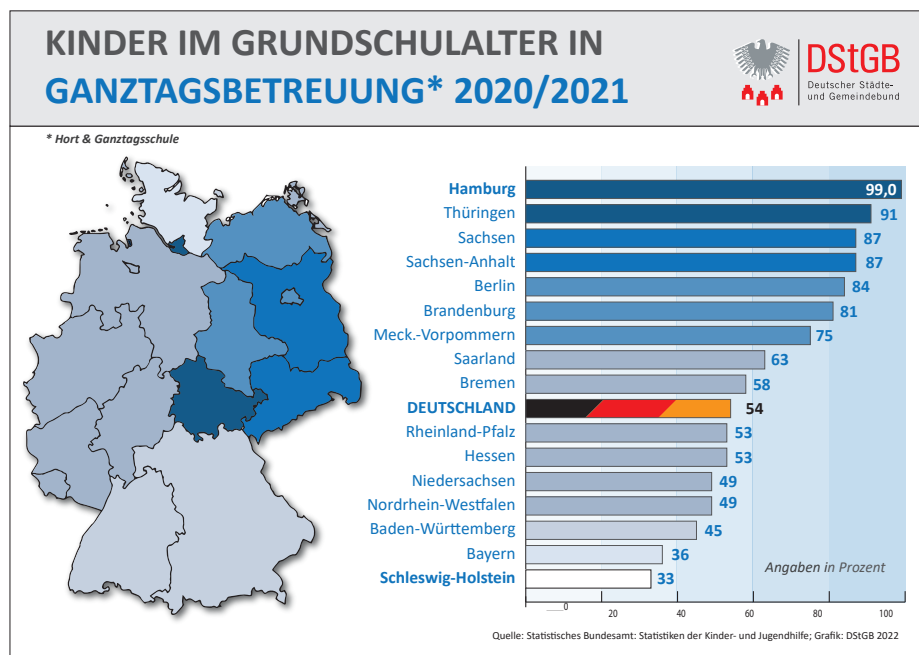 KINDER IM GRUNDSCHULALTER IN
GANZTAGSBETREUUNG* 2020/2021
DStGB
Deutscher Städte-
und Gemeindebund
* Hort & Ganztagsschule
Hamburg 99,0
Thüringen 91
Sachsen 87
Sachsen-Anhalt 87
Berlin 84
Brandenburg 81
Meck.-Vorpommern 75
Saarland 63
Bremen 58
DEUTSCHLAND 54
Rheinland-Pfalz 53
Hessen 53
Niedersachsen 49
Nordrhein-Westfalen 49
Baden-Württemberg 45
Bayern 36
Schleswig-Holstein 33
Angaben in Prozent
0 20 40 60 80 100
Quelle: Statistisches Bundesamt: Statistiken der Kinder- und Jugendhilfe; Grafik: DStGB 2022